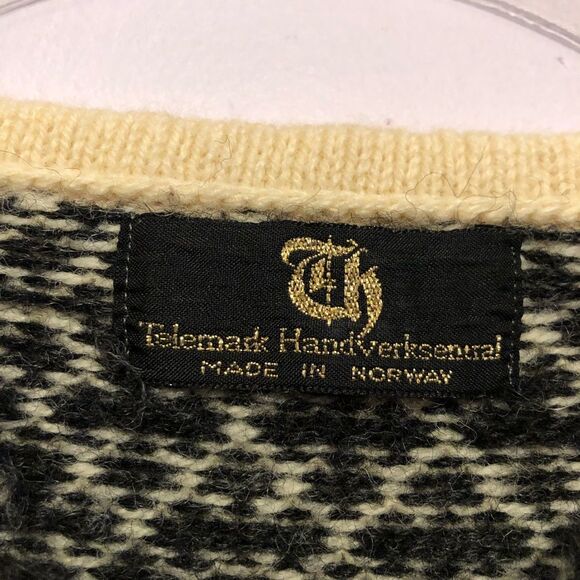 Th
Telemark Handverksentral
MADE IN NORWAY